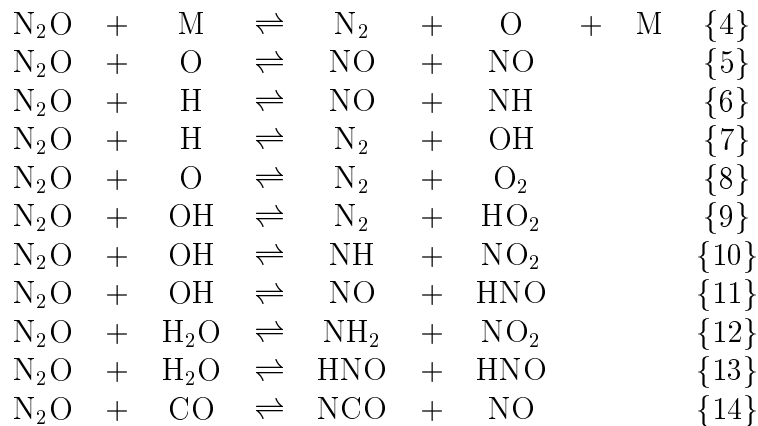 N₂O + M ⇌ N₂ + O + M {4}
N₂O + O ⇌ NO + NO {5}
N₂O + H ⇌ NO + NH {6}
N₂O + H ⇌ N₂ + OH {7}
N₂O + O ⇌ N₂ + O₂ {8}
N₂O + OH ⇌ N₂ + HO₂ {9}
N₂O + OH ⇌ NH + NO₂ {10}
N₂O + OH ⇌ NO + HNO {11}
N₂O + H₂O ⇌ NH₂ + NO₂ {12}
N₂O + H₂O ⇌ HNO + HNO {13}
N₂O + CO ⇌ NCO + NO {14}